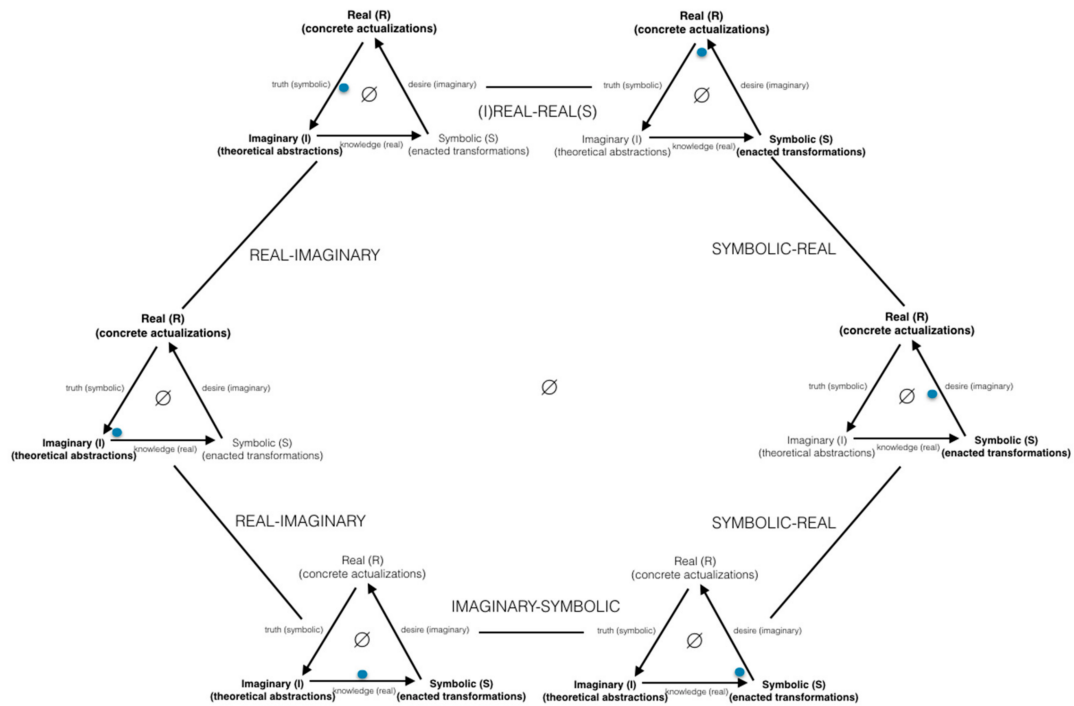 Real (R)
(concrete actualizations)
truth (symbolic)
∅
desire (imaginary)
Imaginary (I)
(theoretical abstractions)
knowledge (real)
Symbolic (S)
(enacted transformations)
(I)REAL-REAL(S)
Real (R)
(concrete actualizations)
truth (symbolic)
∅
desire (imaginary)
Imaginary (I)
(theoretical abstractions)
knowledge (real)
Symbolic (S)
(enacted transformations)
REAL-IMAGINARY
SYMBOLIC-REAL
Real (R)
(concrete actualizations)
truth (symbolic)
∅
desire (imaginary)
Imaginary (I)
(theoretical abstractions)
knowledge (real)
Symbolic (S)
(enacted transformations)
∅
Real (R)
(concrete actualizations)
truth (symbolic)
∅
desire (imaginary)
Imaginary (I)
(theoretical abstractions)
knowledge (real)
Symbolic (S)
(enacted transformations)
REAL-IMAGINARY
SYMBOLIC-REAL
Real (R)
(concrete actualizations)
truth (symbolic)
∅
desire (imaginary)
Imaginary (I)
(theoretical abstractions)
knowledge (real)
Symbolic (S)
(enacted transformations)
IMAGINARY-SYMBOLIC
Real (R)
(concrete actualizations)
truth (symbolic)
∅
desire (imaginary)
Imaginary (I)
(theoretical abstractions)
knowledge (real)
Symbolic (S)
(enacted transformations)